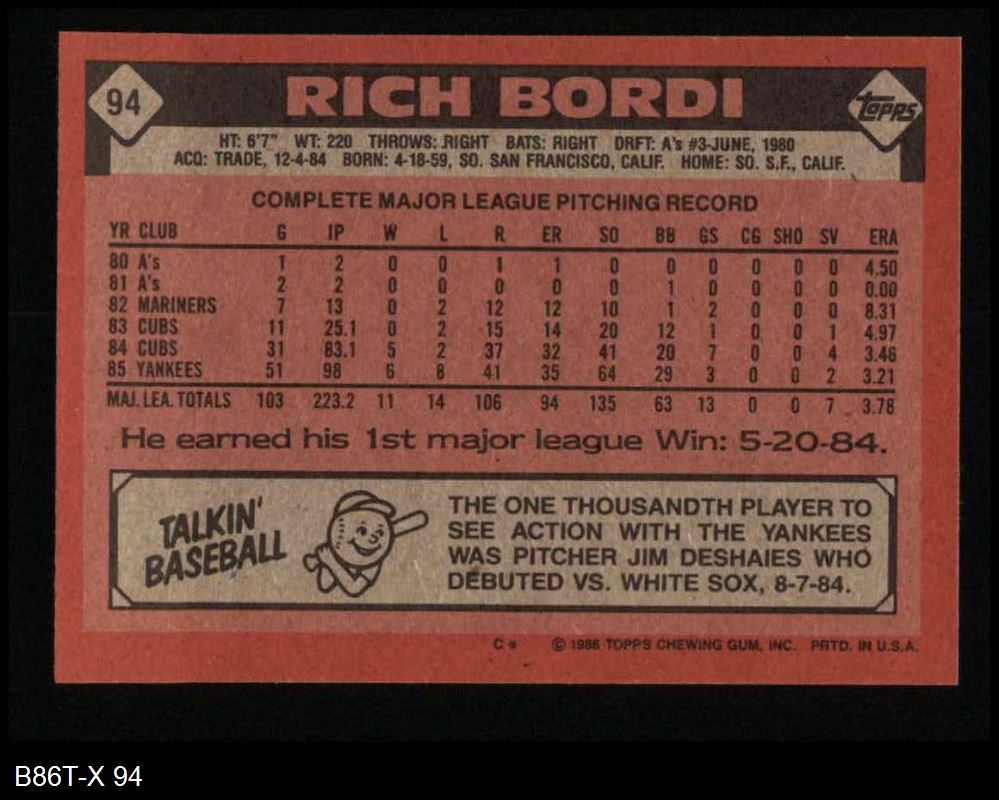 94
RICH BORDI
TOPPS
HT: 6'7" WT: 220 THROWS: RIGHT BATS: RIGHT DRFT: A's #3-JUNE, 1980
ACQ: TRADE, 12-4-84 BORN: 4-18-59, SO. SAN FRANCISCO, CALIF. HOME: SO. S.F., CALIF.
COMPLETE MAJOR LEAGUE PITCHING RECORD
YR CLUB G IP W L R ER SO BB GS CG SHO SV ERA
80 A's 1 2 0 0 1 1 0 0 0 0 0 0 4.50
81 A's 2 2 0 0 0 0 0 1 0 0 0 0 0.00
82 MARINERS 7 13 0 2 12 12 10 1 2 0 0 0 8.31
83 CUBS 11 25.1 0 2 15 14 20 12 1 0 0 1 4.97
84 CUBS 31 83.1 5 2 37 32 41 20 7 0 0 4 3.46
85 YANKEES 51 98 6 8 41 35 64 29 3 0 0 2 3.21
MAJ. LEA. TOTALS 103 223.2 11 14 106 94 135 63 13 0 0 7 3.78
He earned his 1st major league Win: 5-20-84.
TALKIN'
BASEBALL
THE ONE THOUSANDTH PLAYER TO
SEE ACTION WITH THE YANKEES
WAS PITCHER JIM DESHAIES WHO
DEBUTED VS. WHITE SOX, 8-7-84.
C* © 1986 TOPPS CHEWING GUM, INC. PRTD. IN U.S.A.
B86T-X 94